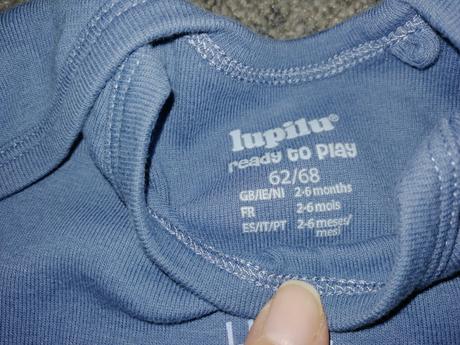 lupilu®
ready to play
62/68
GB/IE/NI 2-6 months
FR 2-6 mois
ES/IT/PT 2-6 meses/
mesi